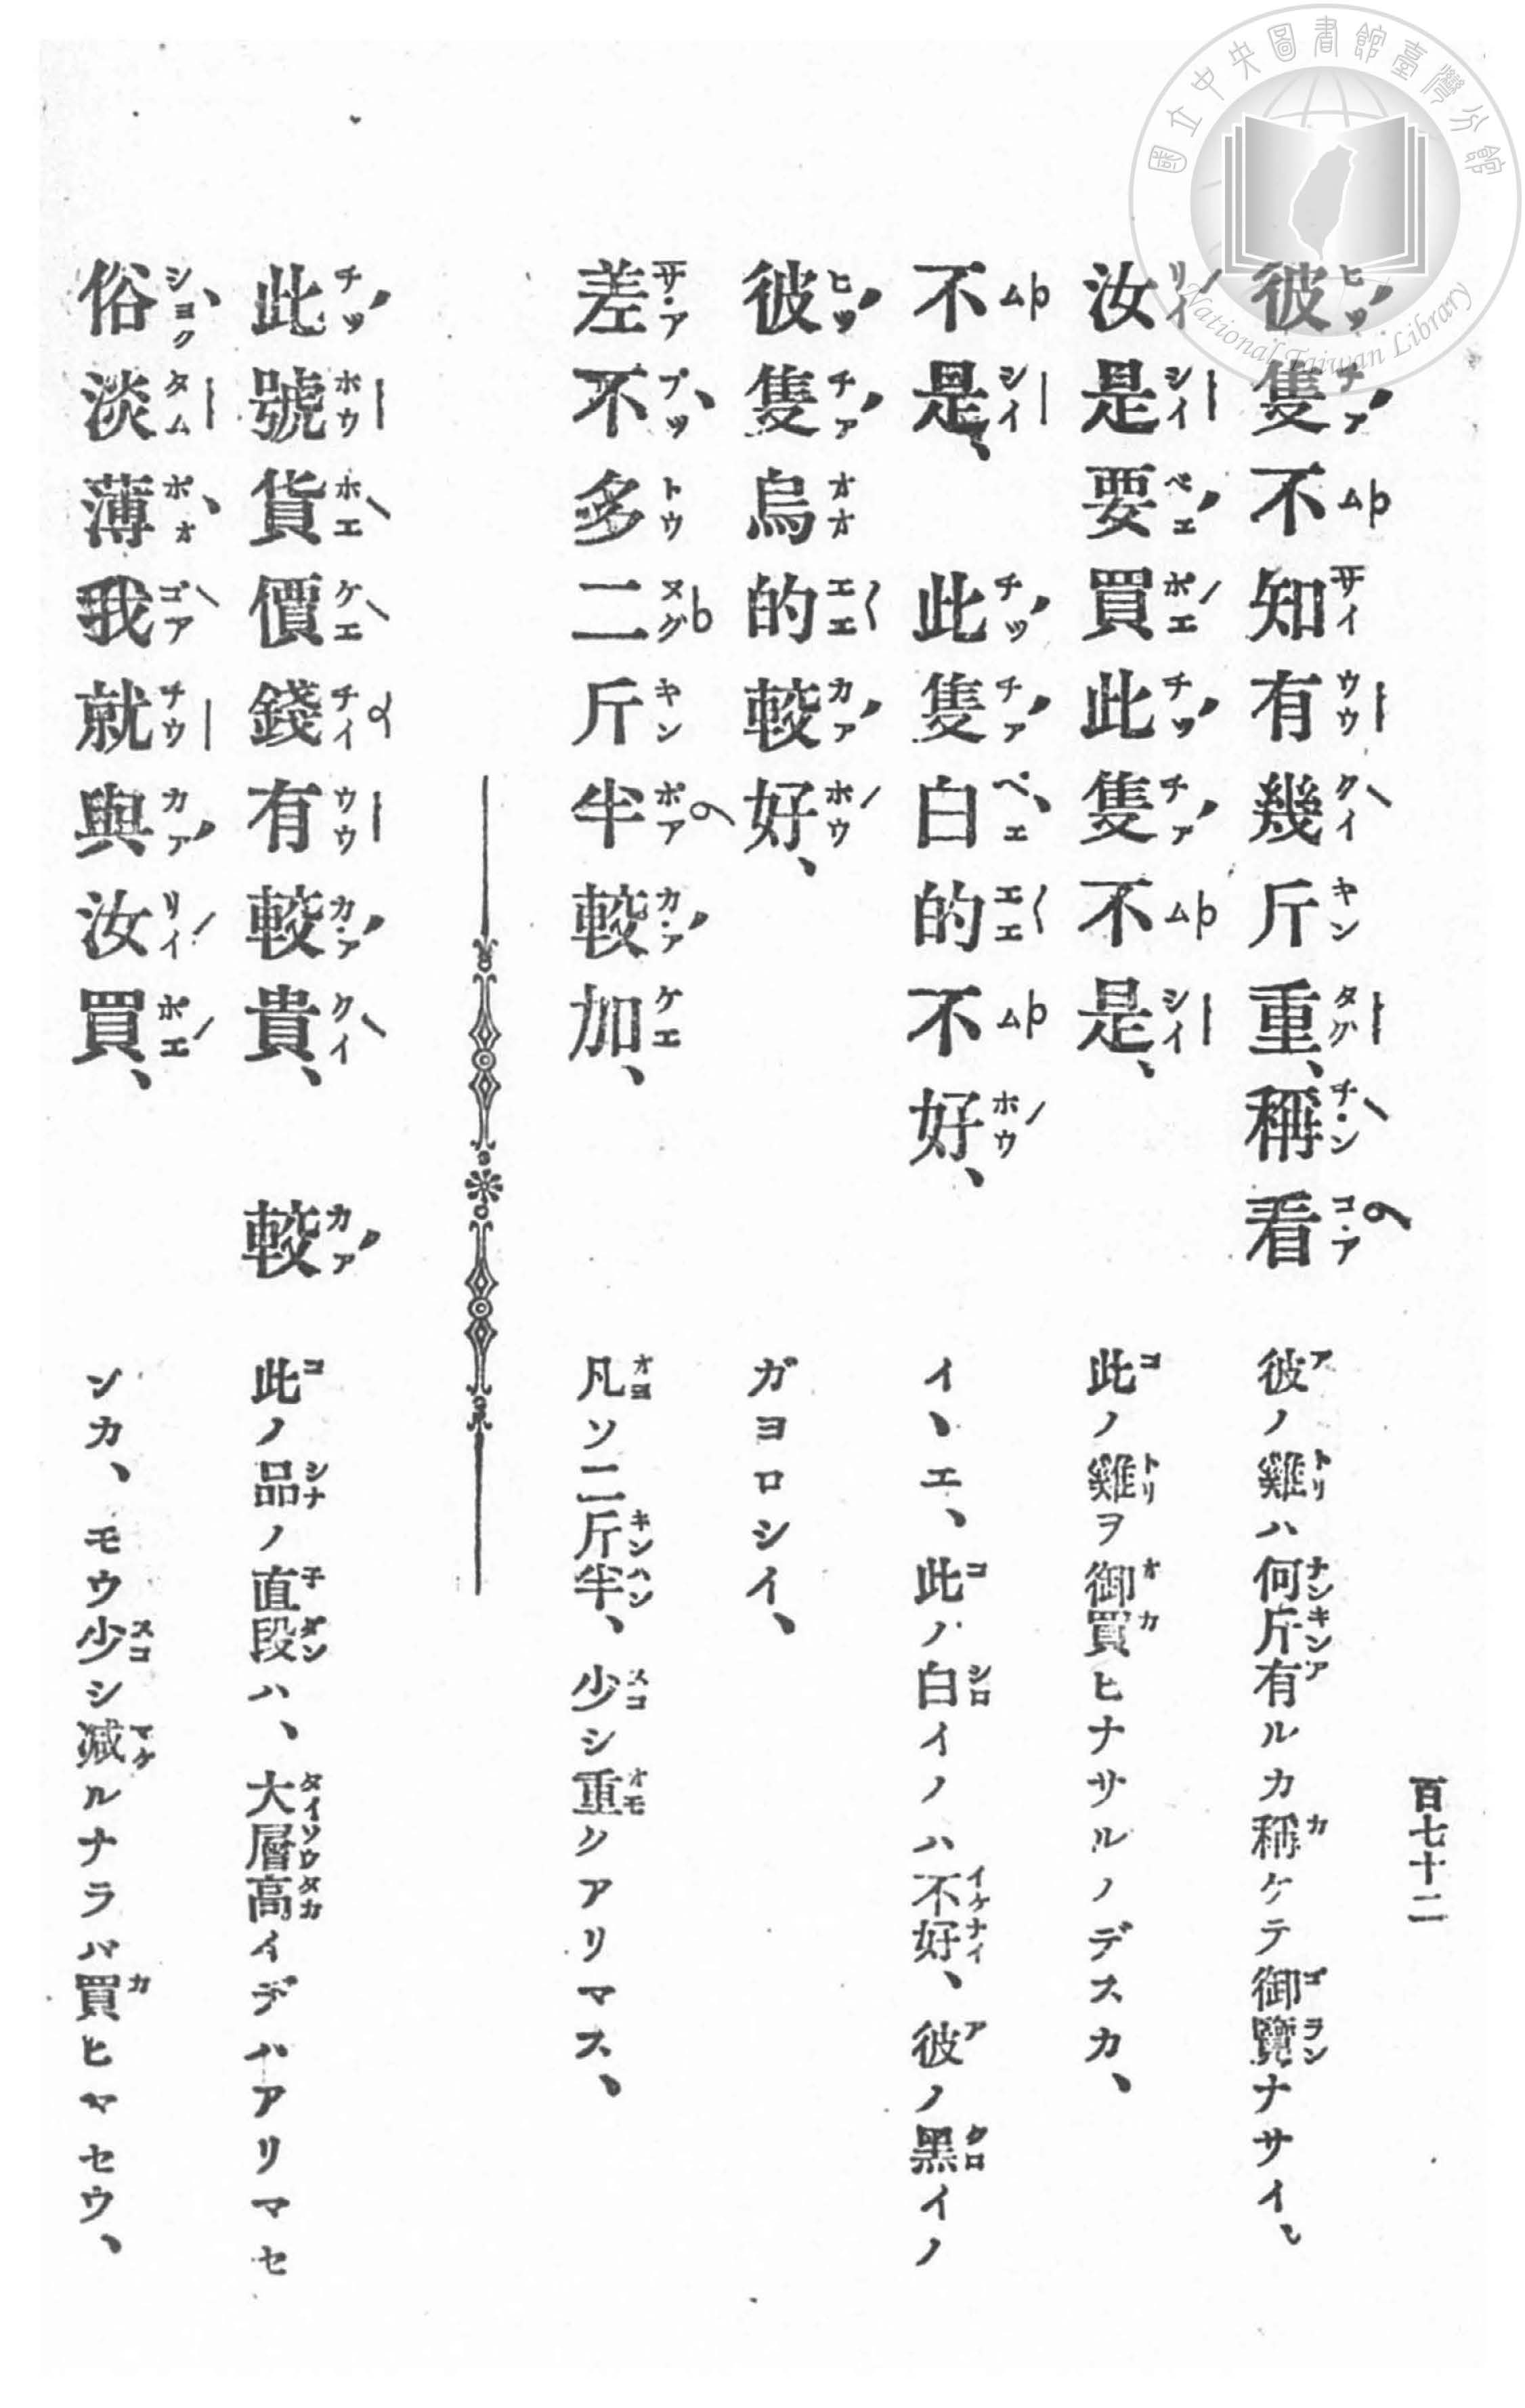 國立中央圖書館臺灣分館
National Taiwan Library
百七十二
彼隻不知有幾斤重、稱看
彼ノ雞ハ何斤有ルカ稱ケテ御覽ナサイ、
汝是要買此隻不是、
此ノ雞ヲ御買ヒナサルノデスカ、
不是、此隻白的不好、
イヽエ、此ハ白イノハ不好、彼ノ黑イノ
彼隻烏的較好、
ガヨロシイ、
差不多二斤半較加、
凡ソ二斤半、少シ重クアリマス、
此號貨價錢有較貴、較
此ノ品ノ直段ハ、大層高イデハアリマセ
俗淡薄我就與汝買、
ンカ、モウ少シ減ルナラバ買ヒヤセウ、